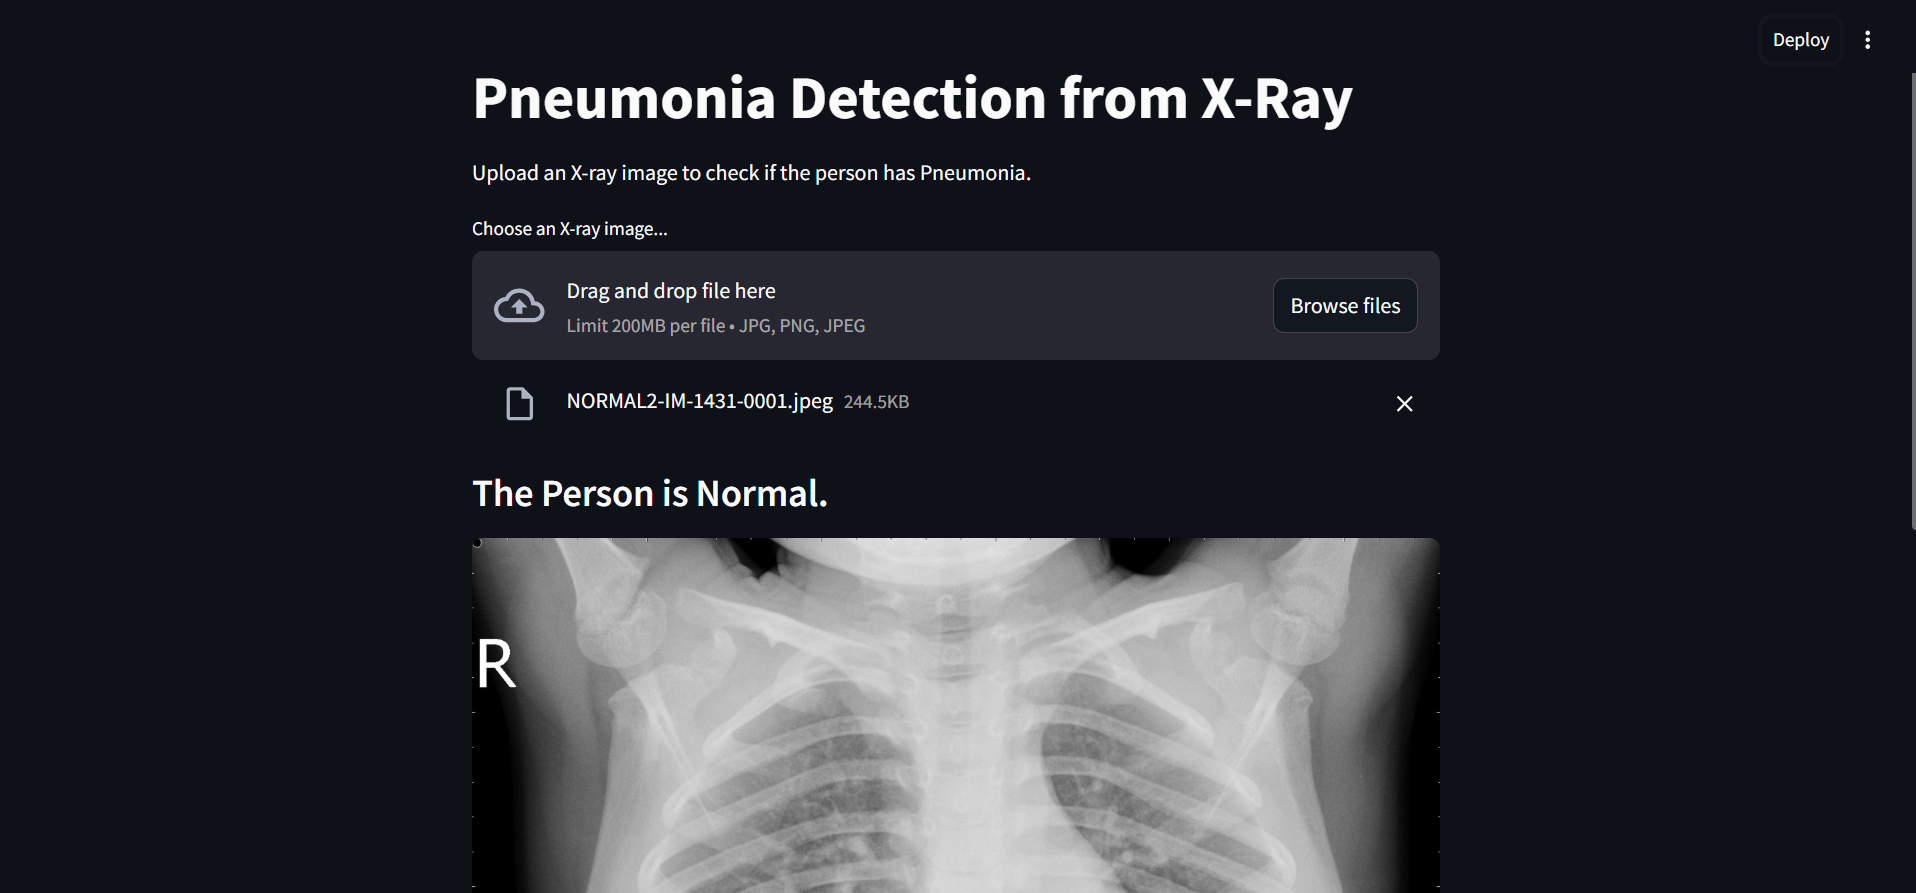 Deploy
Pneumonia Detection from X-Ray
Upload an X-ray image to check if the person has Pneumonia.
Choose an X-ray image...
Drag and drop file here
Limit 200MB per file • JPG, PNG, JPEG
Browse files
NORMAL2-IM-1431-0001.jpeg 244.5KB
The Person is Normal.
R